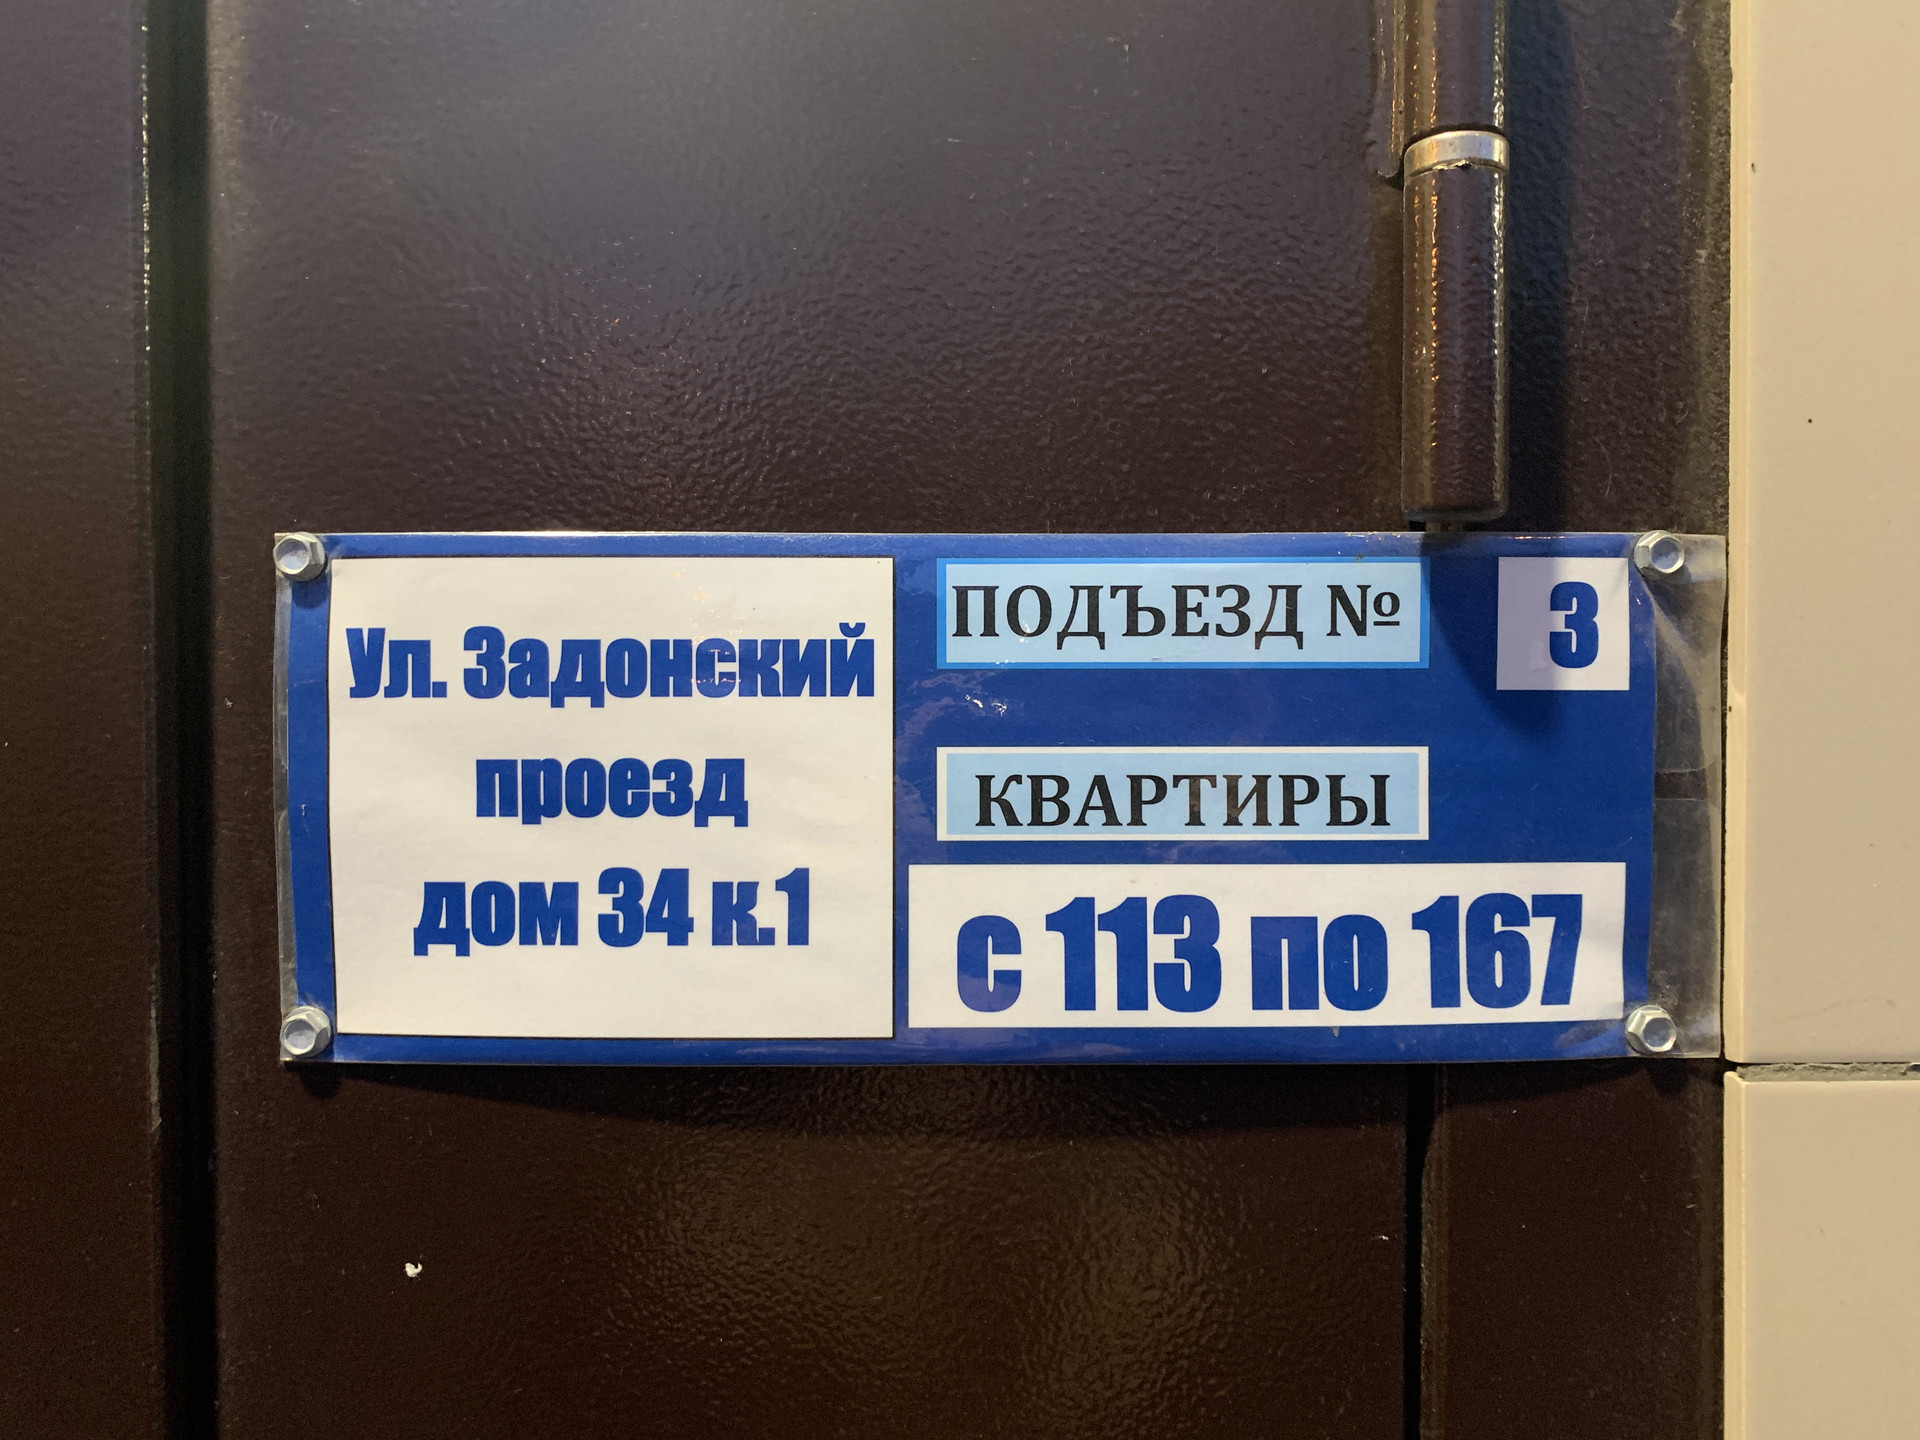 Ул. Задонский
проезд
дом 34 к.1
ПОДЪЕЗД № 3
КВАРТИРЫ
с 113 по 167